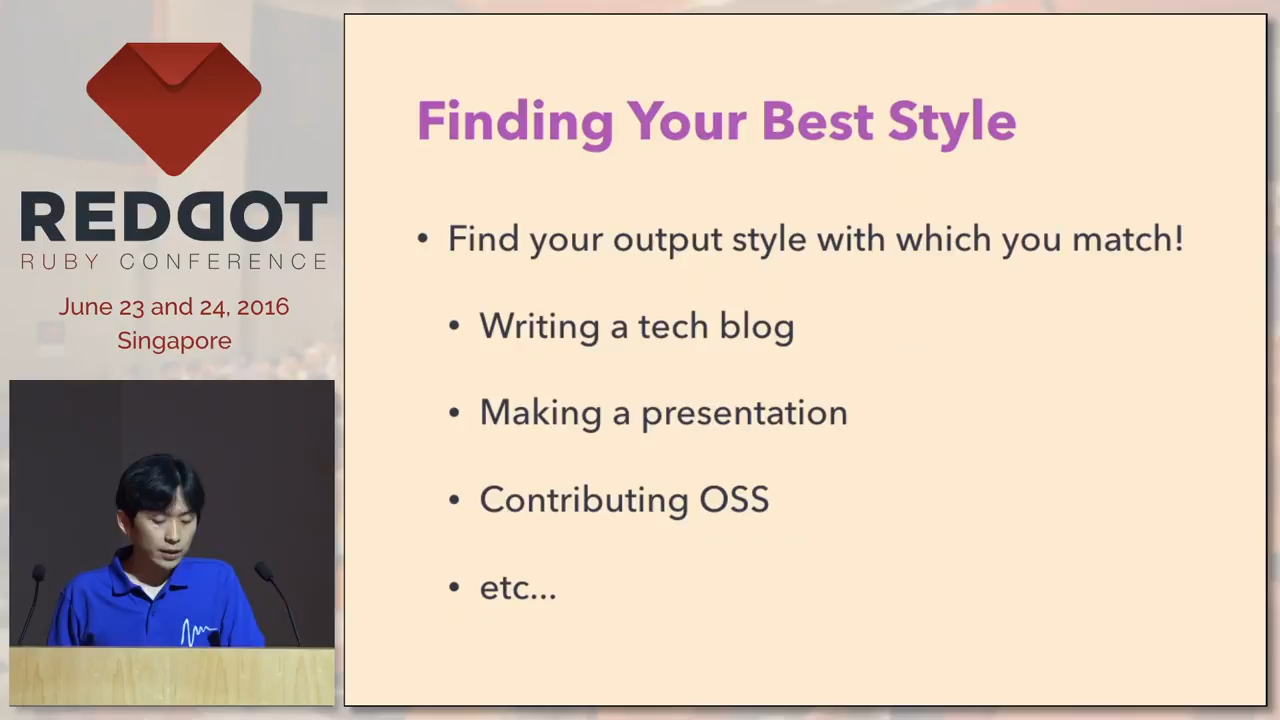 REDDOT
RUBY CONFERENCE
June 23 and 24, 2016
Singapore
Finding Your Best Style
• Find your output style with which you match!
• Writing a tech blog
• Making a presentation
• Contributing OSS
• etc...